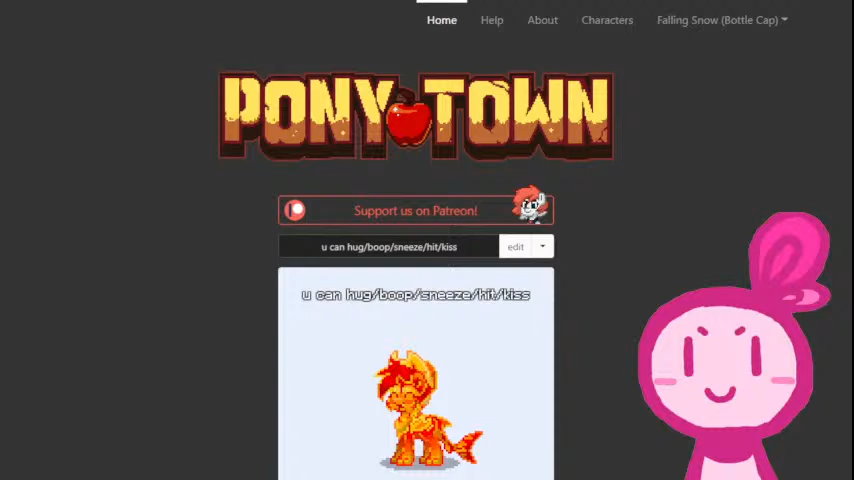 Home Help About Characters Falling Snow (Bottle Cap)
PONY TOWN
Support us on Patreon!
u can hug/boop/sneeze/hit/kiss edit
u can hug/boop/sneeze/hit/kiss